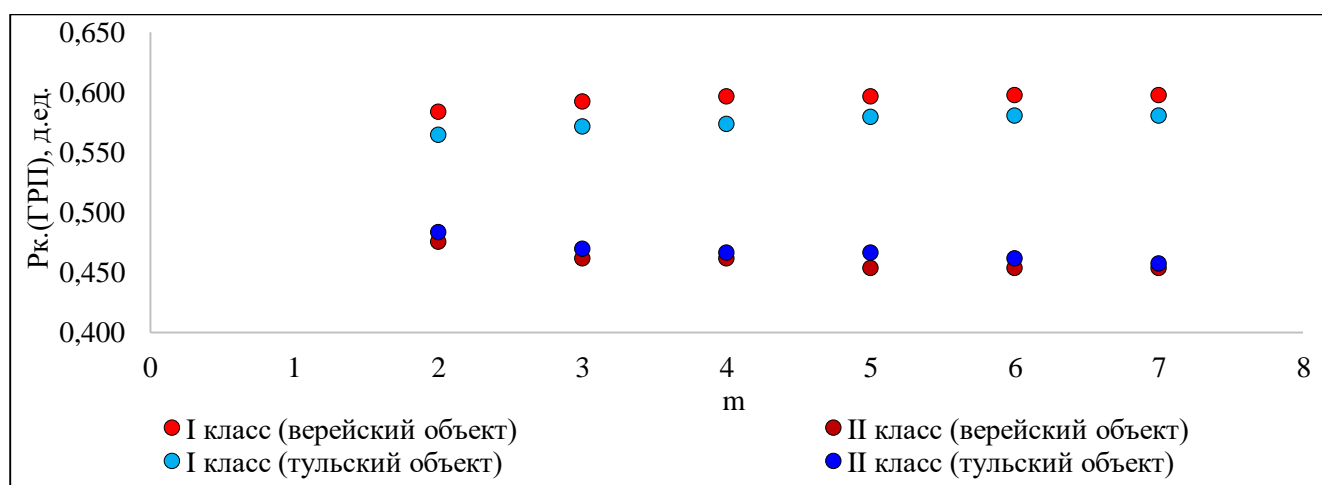 0,650
0,600
0,550
0,500
0,450
0,400
Рк.(ГРП), д.ед.
0 1 2 3 4 5 6 7 8
m
I класс (верейский объект) II класс (верейский объект)
I класс (тульский объект) II класс (тульский объект)